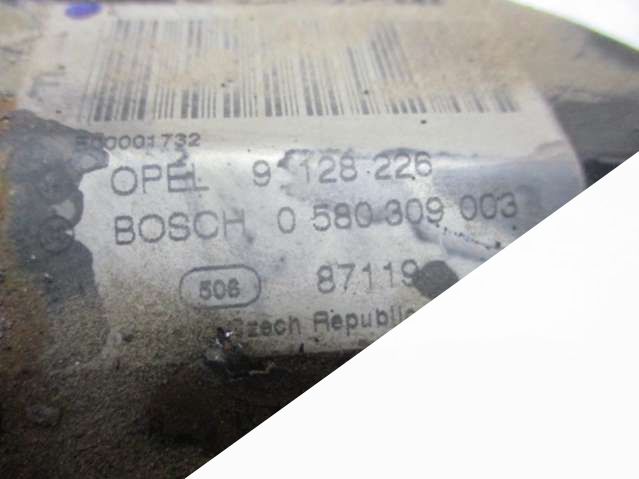 OPEL 9 128 226
BOSCH 0 580 309 003
506 87119
Czech Republic